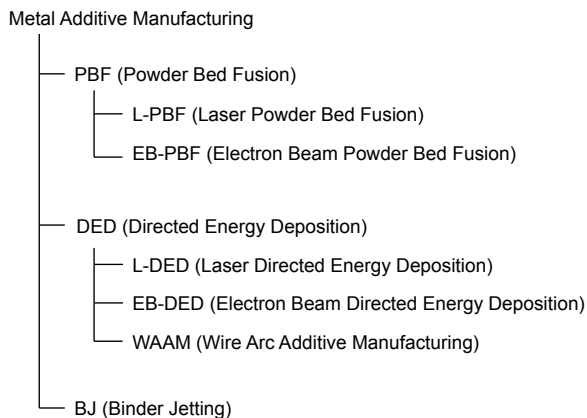 Metal Additive Manufacturing
PBF (Powder Bed Fusion)
L-PBF (Laser Powder Bed Fusion)
EB-PBF (Electron Beam Powder Bed Fusion)
DED (Directed Energy Deposition)
L-DED (Laser Directed Energy Deposition)
EB-DED (Electron Beam Directed Energy Deposition)
WAAM (Wire Arc Additive Manufacturing)
BJ (Binder Jetting)